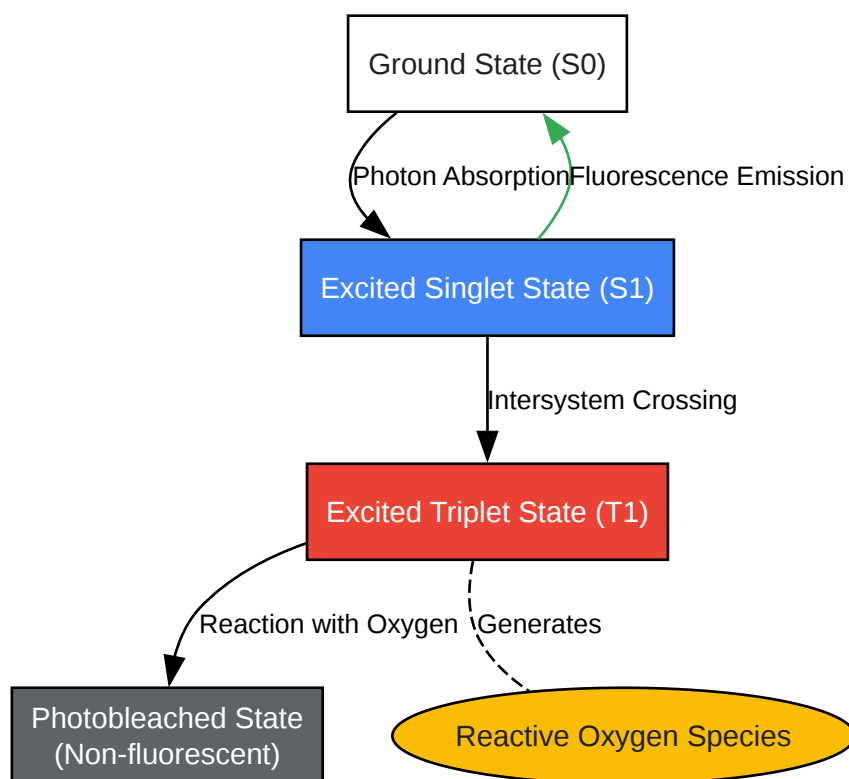 Ground State (S0)
Photon Absorption
Fluorescence Emission
Excited Singlet State (S1)
Intersystem Crossing
Excited Triplet State (T1)
Reaction with Oxygen
Generates
Photobleached State
(Non-fluorescent)
Reactive Oxygen Species